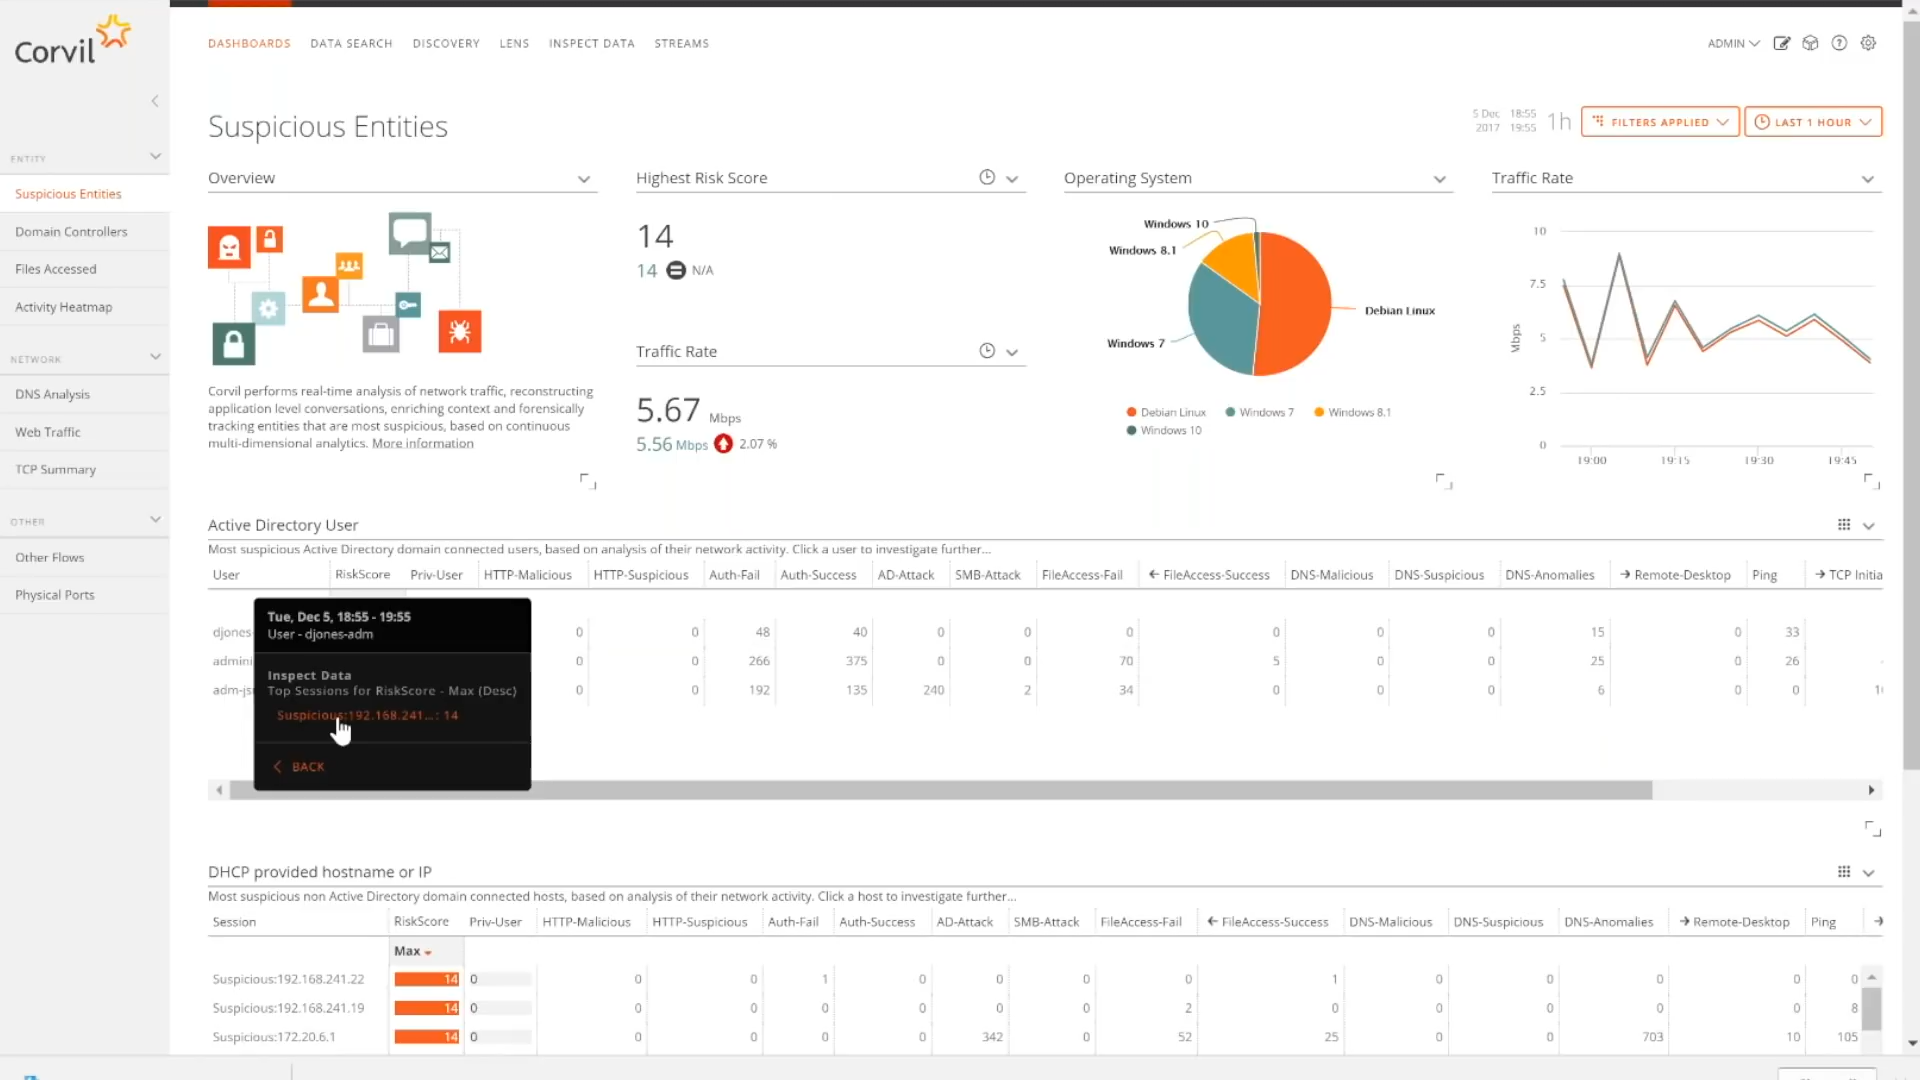 Corvil
DASHBOARDS DATA SEARCH DISCOVERY LENS INSPECT DATA STREAMS
ADMIN
Suspicious Entities
5 Dec 2017 18:55 19:55 1h
FILTERS APPLIED
LAST 1 HOUR
ENTITY
Suspicious Entities
Domain Controllers
Files Accessed
Activity Heatmap
NETWORK
DNS Analysis
Web Traffic
TCP Summary
OTHER
Other Flows
Physical Ports
Overview
Corvil performs real-time analysis of network traffic, reconstructing
application level conversations, enriching context and forensically
tracking entities that are most suspicious, based on continuous
multi-dimensional analytics. More information
Highest Risk Score
14
14 N/A
Traffic Rate
5.67 Mbps
5.56 Mbps 2.07 %
Operating System
Windows 10
Windows 8.1
Debian Linux
Windows 7
Debian Linux Windows 7 Windows 8.1
Windows 10
Traffic Rate
10
7.5
5
2.5
0
Mbps
19:00 19:15 19:30 19:45
Active Directory User
Most suspicious Active Directory domain connected users, based on analysis of their network activity. Click a user to investigate further...
User RiskScore Priv-User HTTP-Malicious HTTP-Suspicious Auth-Fail Auth-Success AD-Attack SMB-Attack FileAccess-Fail ← FileAccess-Success DNS-Malicious DNS-Suspicious DNS-Anomalies → Remote-Desktop Ping → TCP Initia
djones 0 0 48 40 0 0 0 0 0 0 15 0 33
admini 0 0 266 375 0 0 70 5 0 0 25 0 26
adm-js 0 0 192 135 240 2 34 0 0 0 6 0 0 1
Tue, Dec 5, 18:55 - 19:55
User - djones-adm
Inspect Data
Top Sessions for RiskScore - Max (Desc)
Suspicious:192.168.241...: 14
BACK
DHCP provided hostname or IP
Most suspicious non Active Directory domain connected hosts, based on analysis of their network activity. Click a host to investigate further...
Session RiskScore Priv-User HTTP-Malicious HTTP-Suspicious Auth-Fail Auth-Success AD-Attack SMB-Attack FileAccess-Fail ← FileAccess-Success DNS-Malicious DNS-Suspicious DNS-Anomalies → Remote-Desktop Ping →
Max
Suspicious:192.168.241.22 14 0 0 0 1 0 0 0 0 1 0 0 0 0 0
Suspicious:192.168.241.19 14 0 0 0 0 0 0 0 2 0 0 0 0 0 8
Suspicious:172.20.6.1 14 0 0 0 0 0 342 0 52 25 0 0 703 10 105